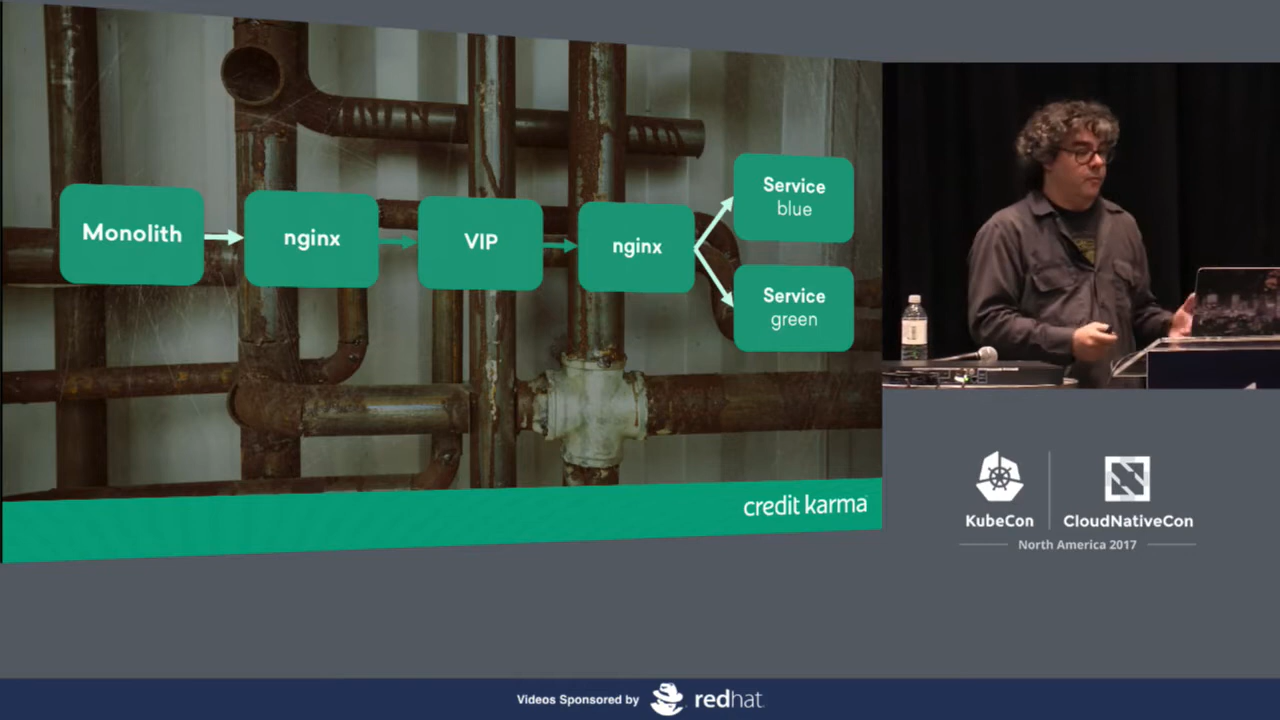 Monolith
nginx
VIP
nginx
Service
blue
Service
green
credit karma
KubeCon
CloudNativeCon
North America 2017
Videos Sponsored by
redhat